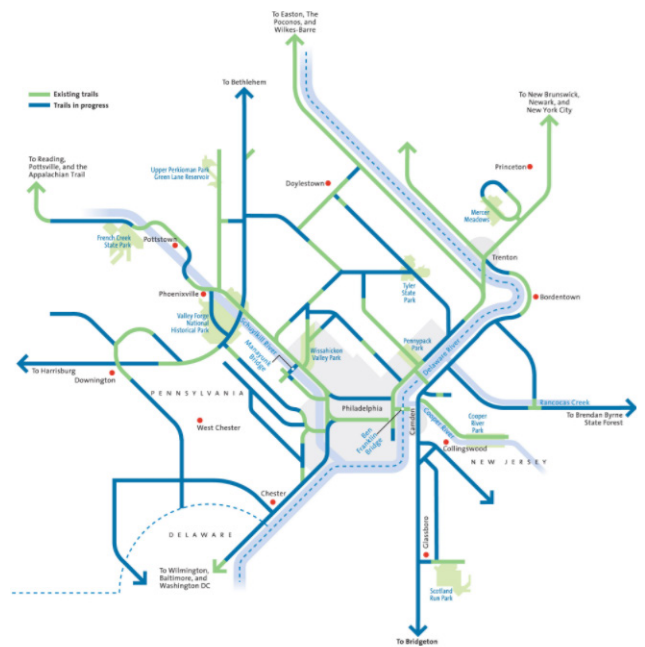 To Easton, The
Poconos, and
Wilkes-Barre
To Bethlehem
Existing trails
Trails in progress
To New Brunswick,
Newark, and
New York City
To Reading,
Pottsville, and the
Appalachian Trail
Upper Perkiomen Park
Green Lane Reservoir
Doylestown
Princeton
Mercer
Meadows
French Creek
State Park
Pottstown
Trenton
Tyler
State
Park
Phoenixville
Bordentown
Valley Forge
National
Historical Park
Schuylkill River
Manayunk
Bridge
Wissahickon
Valley Park
Pennypack
Park
Delaware River
To Harrisburg
Downington
PENNSYLVANIA
Philadelphia
Camden
Rancocas Creek
To Brendan Byrne
State Forest
West Chester
Ben
Franklin
Bridge
Cooper River
Cooper
River
Park
Collingswood
NEW JERSEY
Chester
DELAWARE
Glassboro
To Wilmington,
Baltimore, and
Washington DC
Scotland
Run Park
To Bridgeton